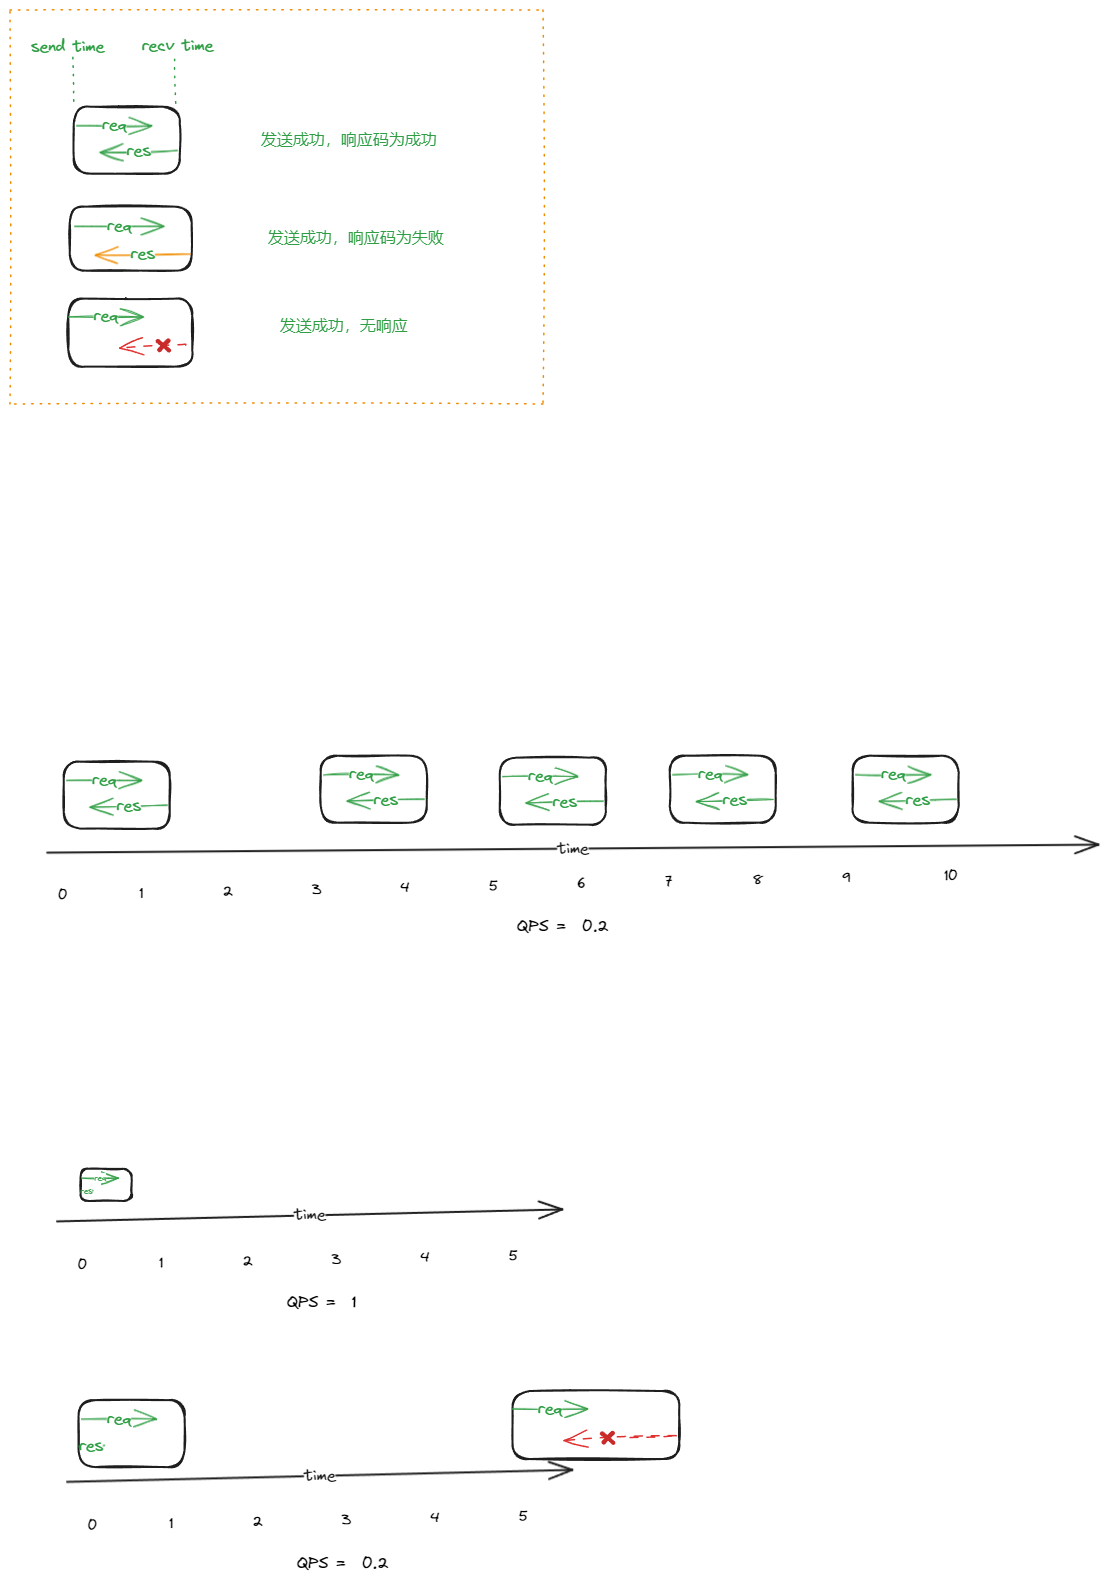 send time recv time
req
res
发送成功，响应码为成功
req
res
发送成功，响应码为失败
req
发送成功，无响应
req req req req req
res res res res res
time
0 1 2 3 4 5 6 7 8 9 10
QPS = 0.2
req
res
time
0 1 2 3 4 5
QPS = 1
req req
res
time
0 1 2 3 4 5
QPS = 0.2